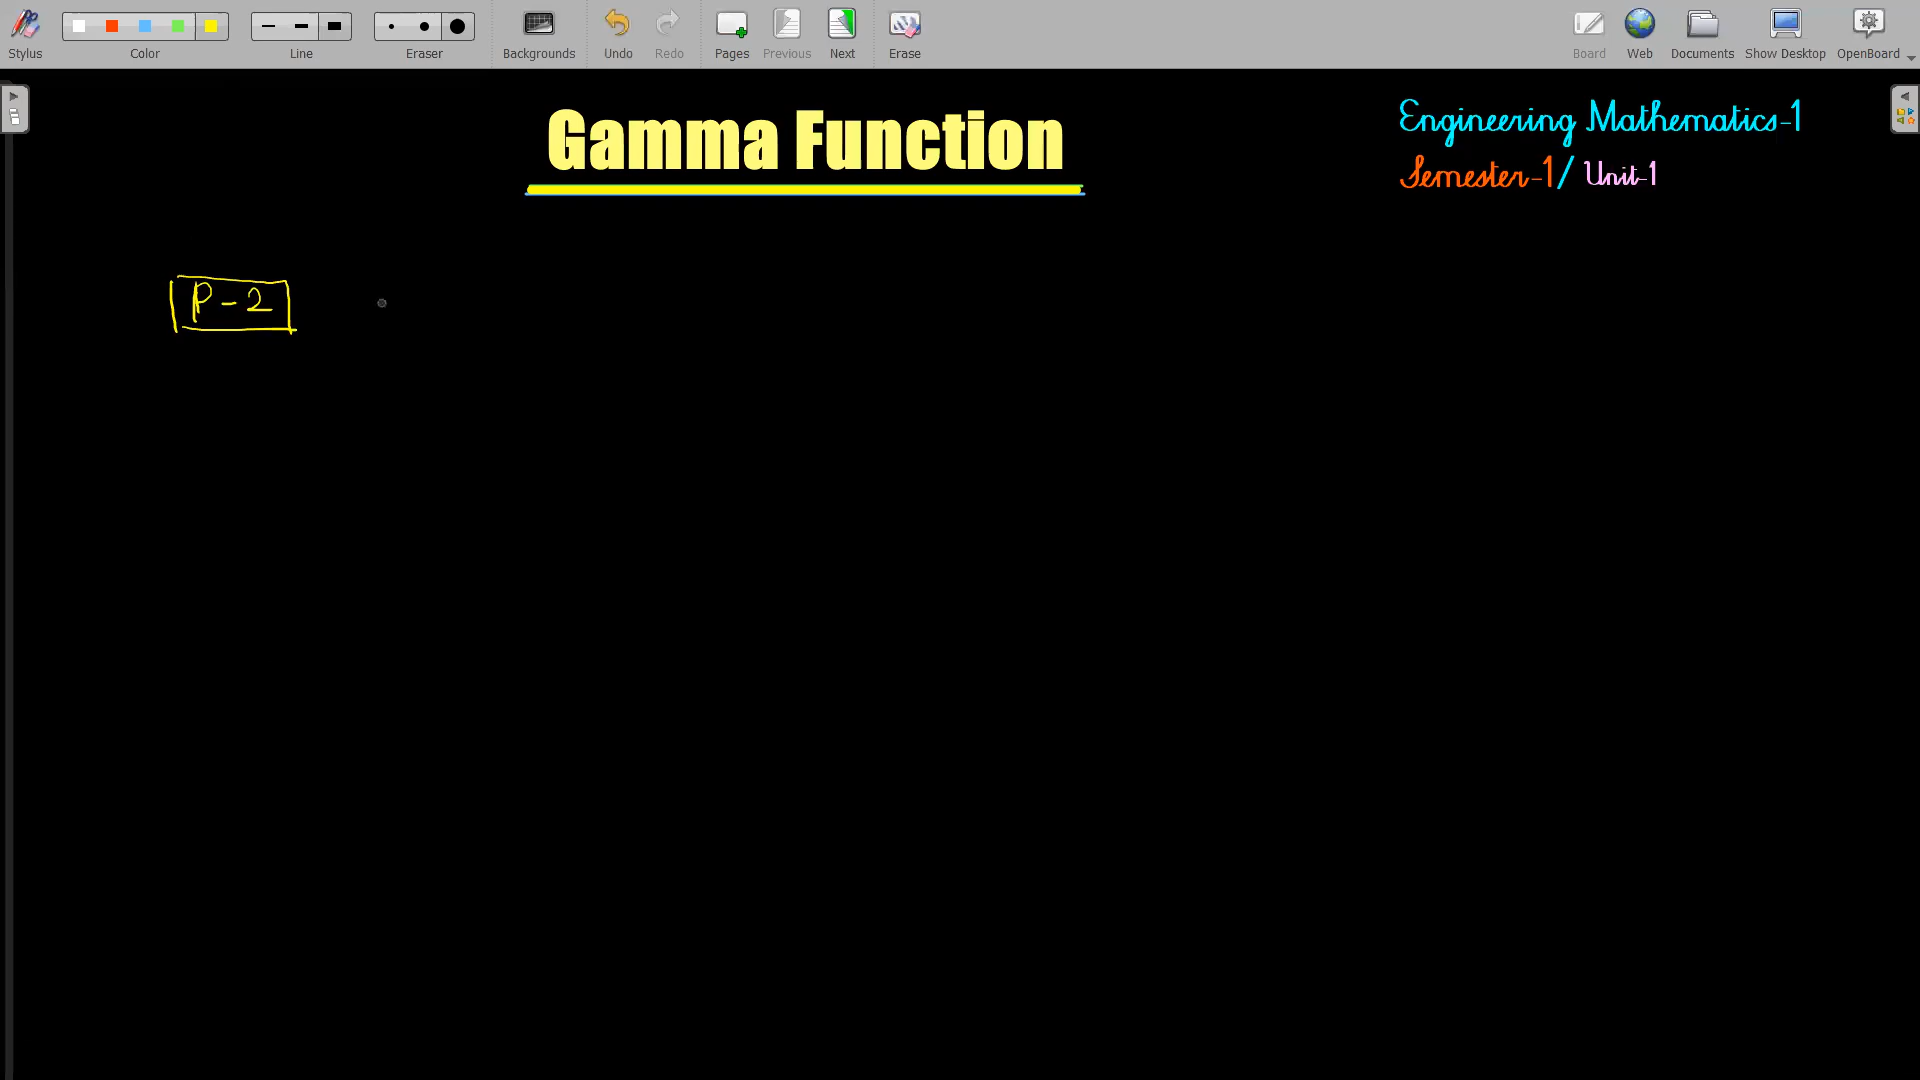 Stylus Color Line Eraser Backgrounds Undo Redo Pages Previous Next Erase Board Web Documents Show Desktop OpenBoard
Gamma Function
Engineering Mathematics-1
Semester-1/ Unit-1
P-2